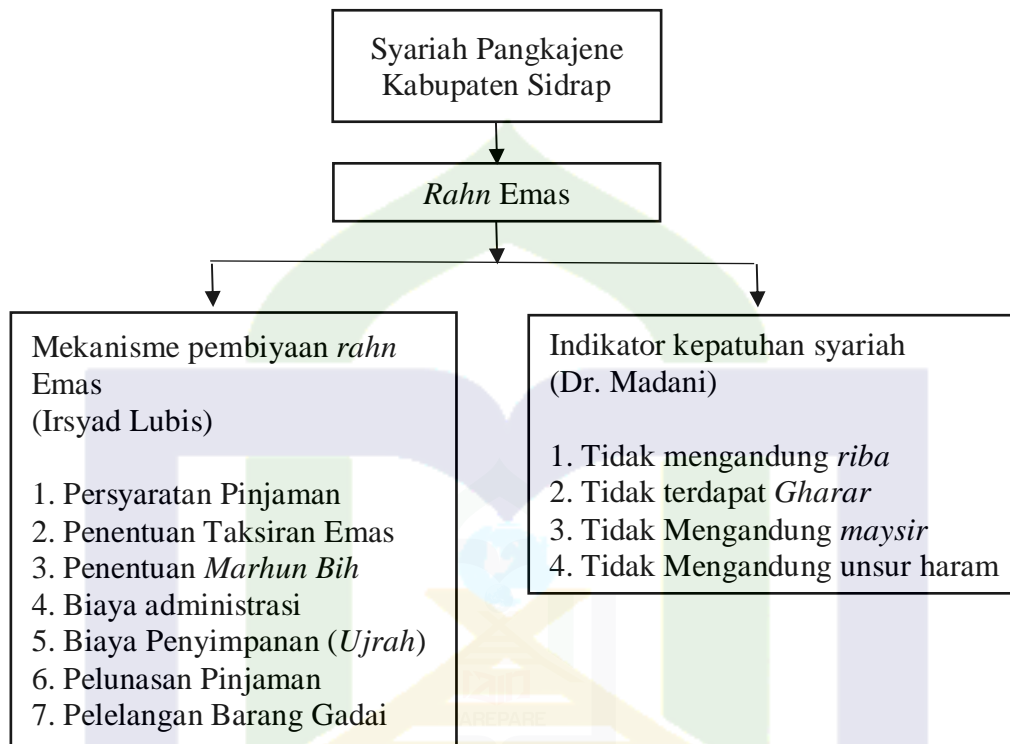 Syariah Pangkajene
Kabupaten Sidrap
Rahn Emas
Mekanisme pembiyaan rahn
Emas
(Irsyad Lubis)
1. Persyaratan Pinjaman
2. Penentuan Taksiran Emas
3. Penentuan Marhun Bih
4. Biaya administrasi
5. Biaya Penyimpanan (Ujrah)
6. Pelunasan Pinjaman
7. Pelelangan Barang Gadai
Indikator kepatuhan syariah
(Dr. Madani)
1. Tidak mengandung riba
2. Tidak terdapat Gharar
3. Tidak Mengandung maysir
4. Tidak Mengandung unsur haram